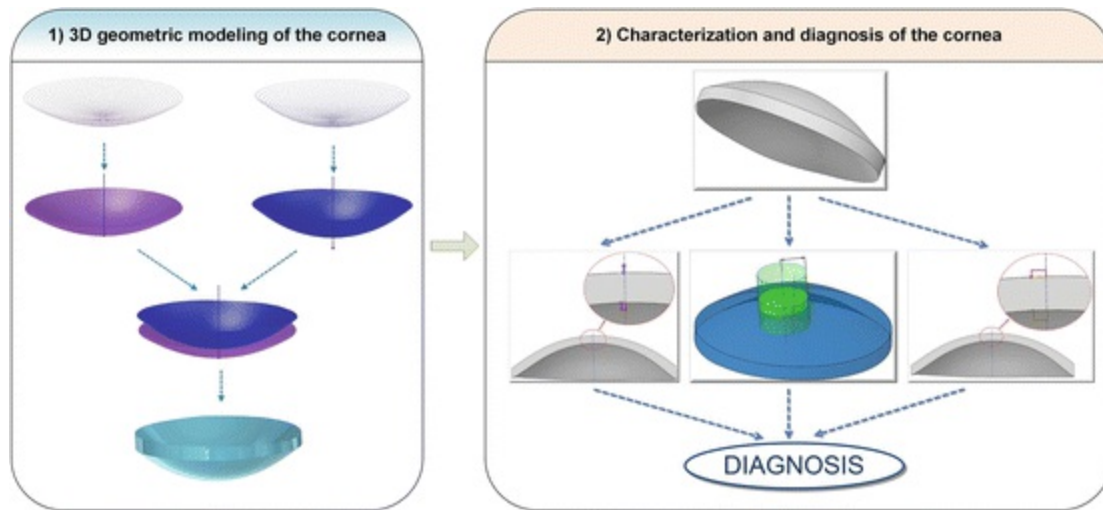 1) 3D geometric modeling of the cornea
2) Characterization and diagnosis of the cornea
DIAGNOSIS